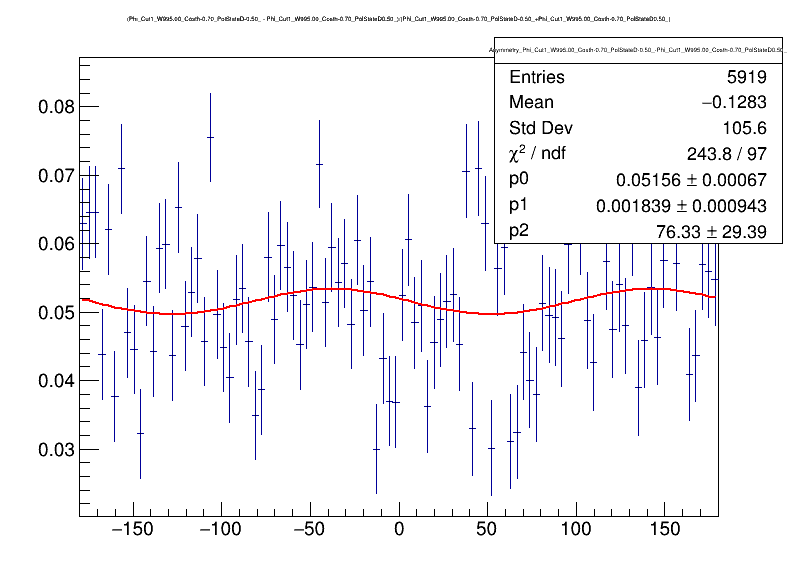 (Phi_Cut1_W995.00_Costh-0.70_PolStateD-0.50_ - Phi_Cut1_W995.00_Costh-0.70_PolStateD0.50_)/(Phi_Cut1_W995.00_Costh-0.70_PolStateD-0.50_+Phi_Cut1_W995.00_Costh-0.70_PolStateD0.50_)
Asymmetry_Phi_Cut1_W995.00_Costh-0.70_PolStateD-0.50_-Phi_Cut1_W995.00_Costh-0.70_PolStateD0.50_
Entries 5919
Mean −0.1283
Std Dev 105.6
χ² / ndf 243.8 / 97
p0 0.05156 ± 0.00067
p1 0.001839 ± 0.000943
p2 76.33 ± 29.39
0.08
0.07
0.06
0.05
0.04
0.03
−150 −100 −50 0 50 100 150